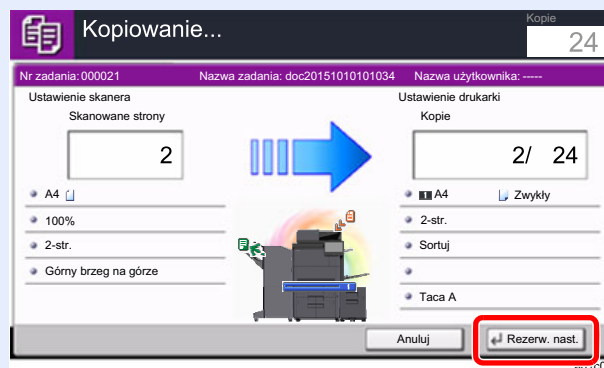 Kopiowanie...
Kopie
24
Nr zadania: 000021 Nazwa zadania: doc20151010101034 Nazwa użytkownika: -----
Ustawienie skanera Ustawienie drukarki
Skanowane strony Kopie
2 2/ 24
A4 1 A4 Zwykły
100% 2-str.
2-str. Sortuj
Górny brzeg na górze
Taca A
Anuluj Rezerw. nast.